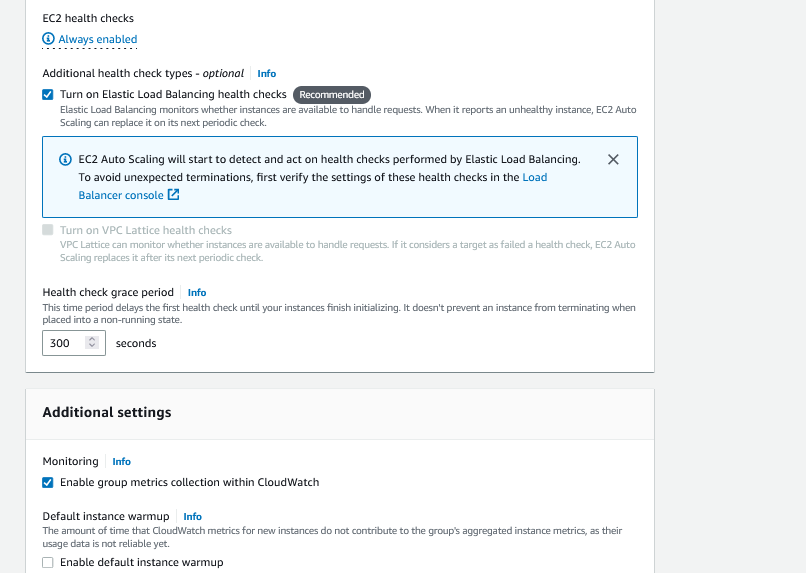 EC2 health checks
Always enabled
Additional health check types - optional Info
Turn on Elastic Load Balancing health checks Recommended
Elastic Load Balancing monitors whether instances are available to handle requests. When it reports an unhealthy instance, EC2 Auto
Scaling can replace it on its next periodic check.
EC2 Auto Scaling will start to detect and act on health checks performed by Elastic Load Balancing.
To avoid unexpected terminations, first verify the settings of these health checks in the Load
Balancer console
Turn on VPC Lattice health checks
VPC Lattice can monitor whether instances are available to handle requests. If it considers a target as failed a health check, EC2 Auto
Scaling replaces it after its next periodic check.
Health check grace period Info
This time period delays the first health check until your instances finish initializing. It doesn't prevent an instance from terminating when
placed into a non-running state.
300 seconds
Additional settings
Monitoring Info
Enable group metrics collection within CloudWatch
Default instance warmup Info
The amount of time that CloudWatch metrics for new instances do not contribute to the group's aggregated instance metrics, as their
usage data is not reliable yet.
Enable default instance warmup